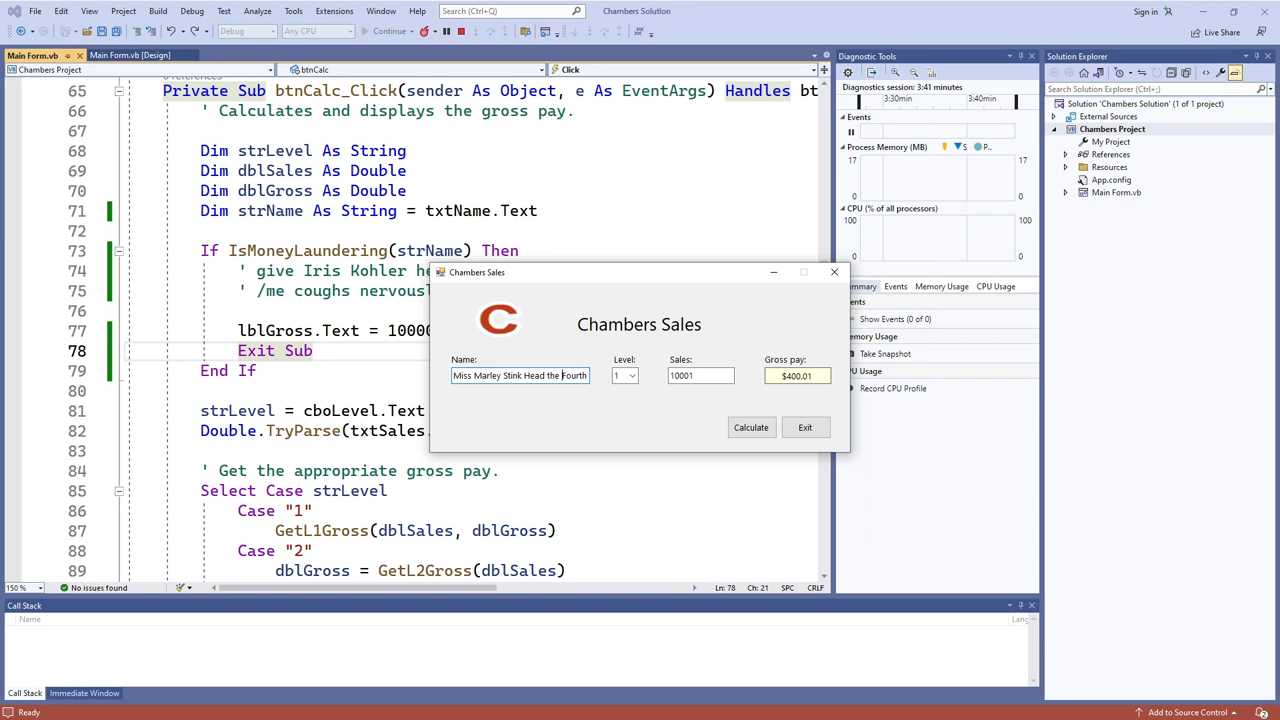 File Edit View Project Build Debug Test Analyze Tools Extensions Window Help Search (Ctrl+Q) Chambers Solution Sign in
Debug Any CPU Continue Live Share
Main Form.vb Main Form.vb [Design]
Chambers Project btnCalc Click
65 Private Sub btnCalc_Click(sender As Object, e As EventArgs) Handles bt
66 ' Calculates and displays the gross pay.
67
68 Dim strLevel As String
69 Dim dblSales As Double
70 Dim dblGross As Double
71 Dim strName As String = txtName.Text
72
73 If IsMoneyLaundering(strName) Then
74 ' give Iris Kohler he
75 ' /me coughs nervousl
76
77 lblGross.Text = 10000
78 Exit Sub
79 End If
80
81 strLevel = cboLevel.Text
82 Double.TryParse(txtSales.
83
84 ' Get the appropriate gross pay.
85 Select Case strLevel
86 Case "1"
87 GetL1Gross(dblSales, dblGross)
88 Case "2"
89 dblGross = GetL2Gross(dblSales)
150 % No issues found Ln: 78 Ch: 21 SPC CRLF
Chambers Sales
C
Chambers Sales
Name: Level: Sales: Gross pay:
Miss Marley Stink Head the Fourth 1 10001 $400.01
Calculate Exit
Diagnostic Tools
Diagnostics session: 3:41 minutes
3:30min 3:40min
Events
Process Memory (MB) S P...
17 17
0 0
CPU (% of all processors)
100 100
0 0
ummary Events Memory Usage CPU Usage
ents
Show Events (0 of 0)
emory Usage
Take Snapshot
PU Usage
Record CPU Profile
Solution Explorer
Search Solution Explorer (Ctrl+;)
Solution 'Chambers Solution' (1 of 1 project)
External Sources
Chambers Project
My Project
References
Resources
App.config
Main Form.vb
Call Stack
Name Lang
Call Stack Immediate Window
Ready Add to Source Control 2